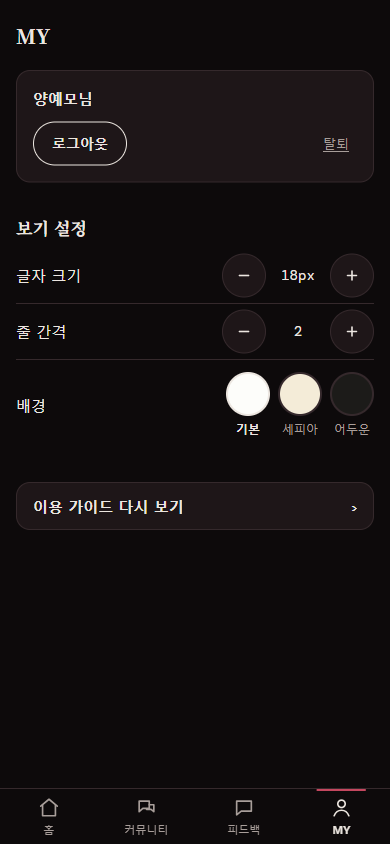 MY
양예모님
로그아웃
탈퇴
보기 설정
글자 크기
− 18px +
줄 간격
− 2 +
배경
기본 세피아 어두운
이용 가이드 다시 보기 ›
홈 커뮤니티 피드백 MY